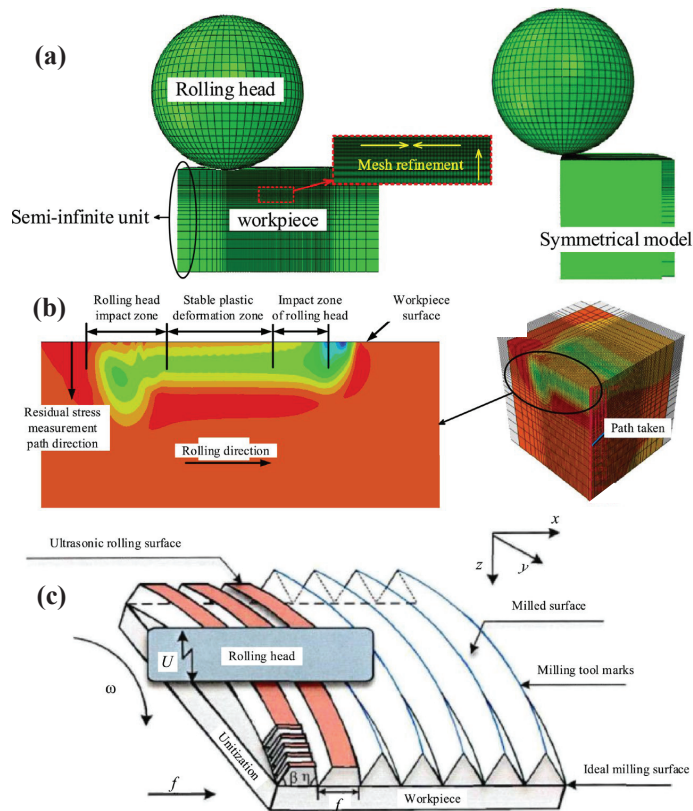 (a)
Rolling head
Mesh refinement
Semi-infinite unit
workpiece
Symmetrical model
(b)
Rolling head
impact zone
Stable plastic
deformation zone
Impact zone
of rolling head
Workpiece
surface
Residual stress
measurement
path direction
Rolling direction
Path taken
Ultrasonic rolling surface
x
y
z
(c)
Milled surface
U
Rolling head
Milling tool marks
ω
Unitization
β η
Ideal milling surface
f
f
Workpiece